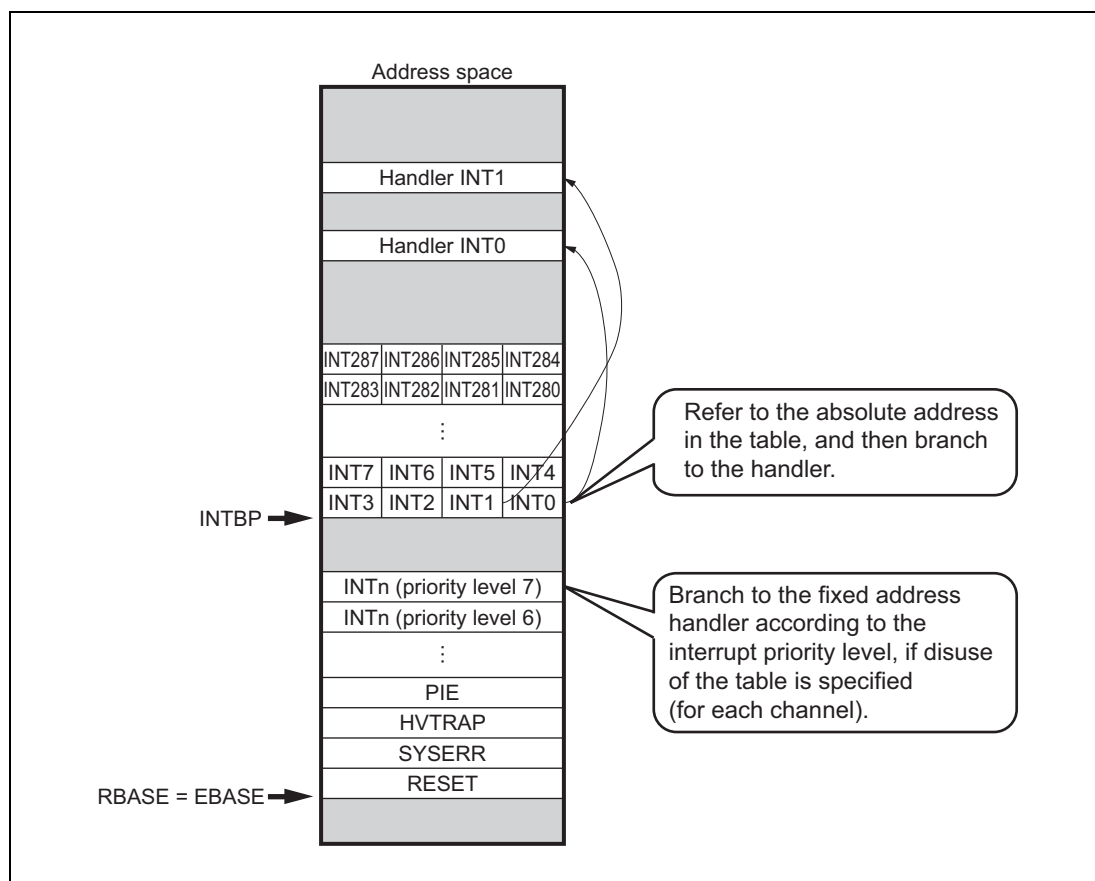 Address space
Handler INT1
Handler INT0
INT287 INT286 INT285 INT284
INT283 INT282 INT281 INT280
⋮
INT7 INT6 INT5 INT4
INT3 INT2 INT1 INT0
INTBP
Refer to the absolute address
in the table, and then branch
to the handler.
INTn (priority level 7)
INTn (priority level 6)
⋮
PIE
HVTRAP
SYSERR
RESET
RBASE = EBASE
Branch to the fixed address
handler according to the
interrupt priority level, if disuse
of the table is specified
(for each channel).